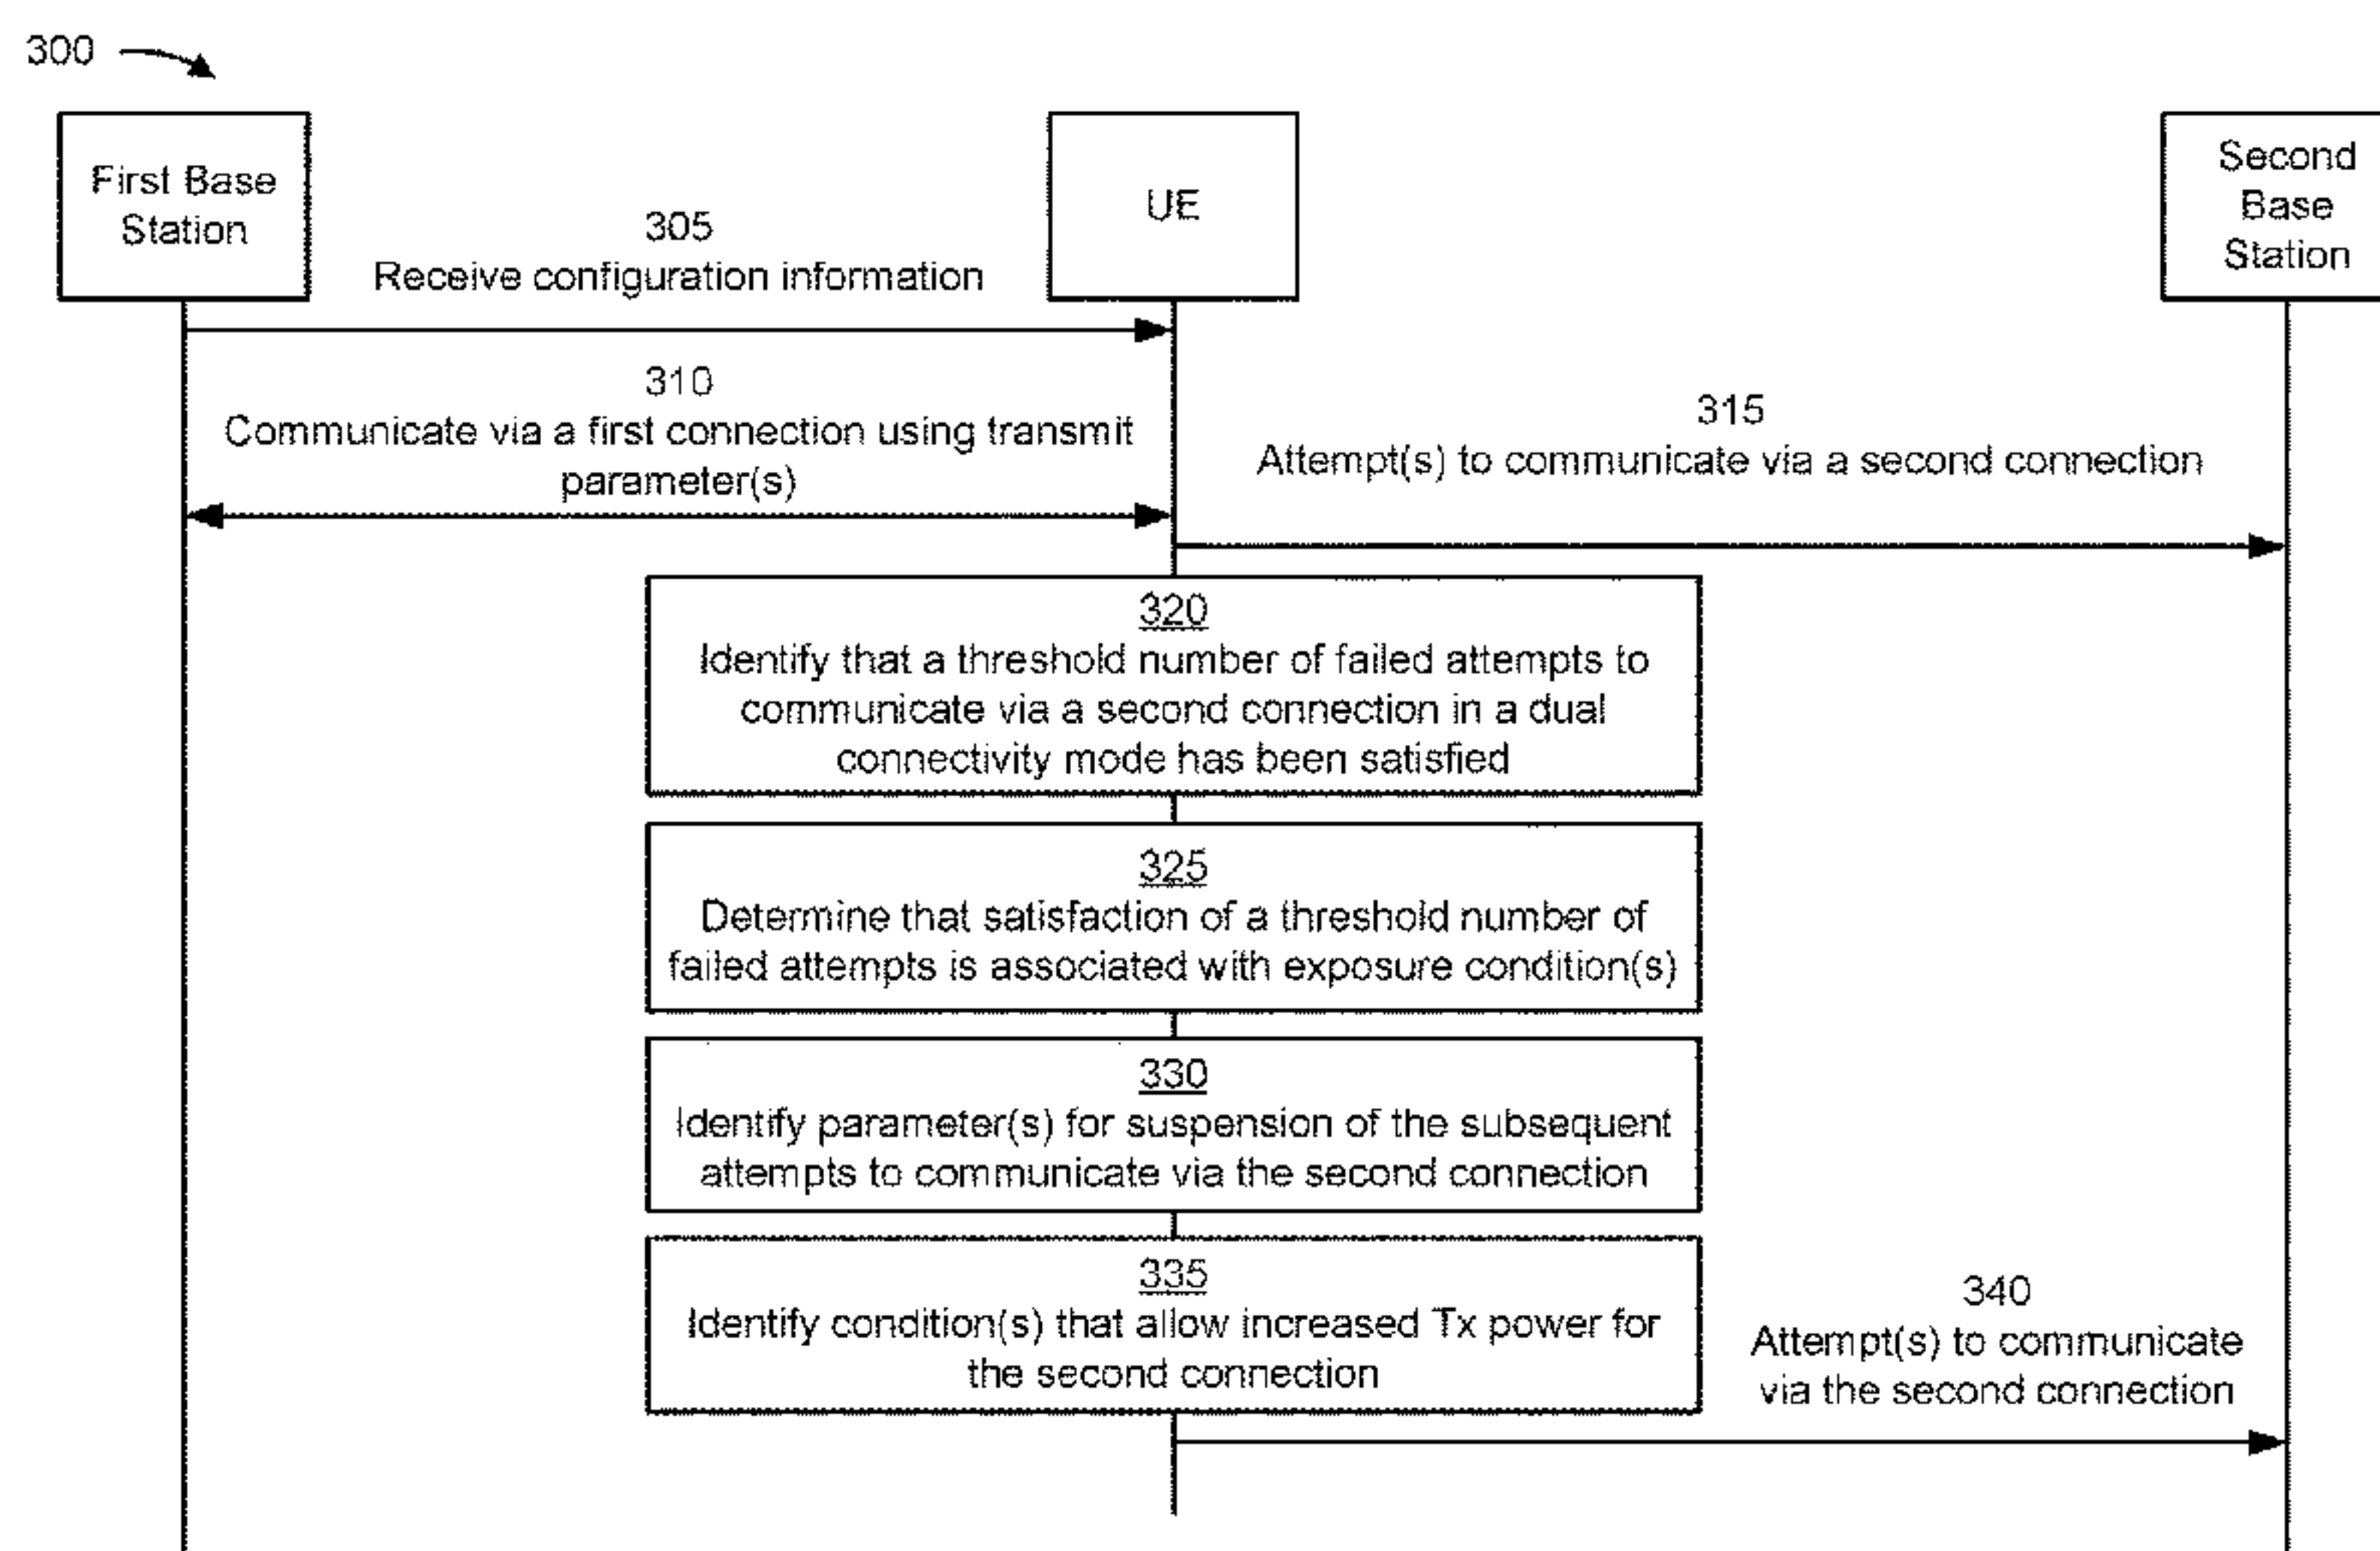 300
First Base
Station
UE
Second
Base
Station
305
Receive configuration information
310
Communicate via a first connection using transmit
parameter(s)
315
Attempt(s) to communicate via a second connection
320
Identify that a threshold number of failed attempts to
communicate via a second connection in a dual
connectivity mode has been satisfied
325
Determine that satisfaction of a threshold number of
failed attempts is associated with exposure condition(s)
330
Identify parameter(s) for suspension of the subsequent
attempts to communicate via the second connection
335
Identify condition(s) that allow increased Tx power for
the second connection
340
Attempt(s) to communicate
via the second connection